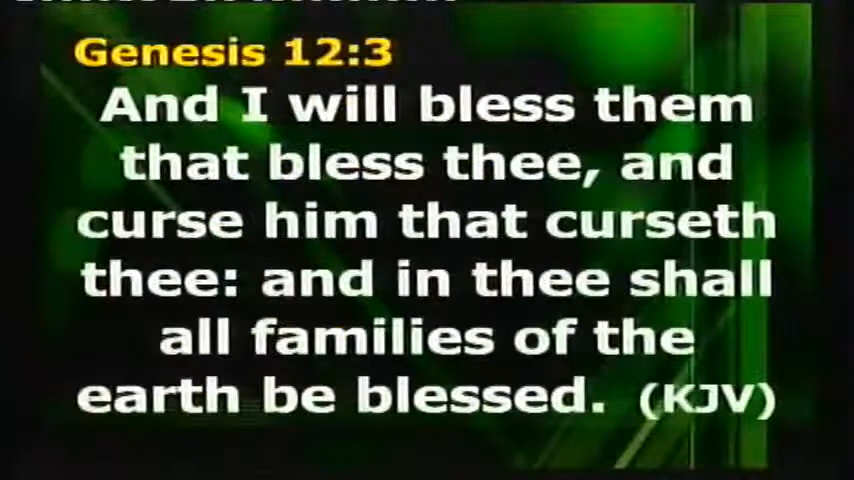 Genesis 12:3
And I will bless them
that bless thee, and
curse him that curseth
thee: and in thee shall
all families of the
earth be blessed. (KJV)